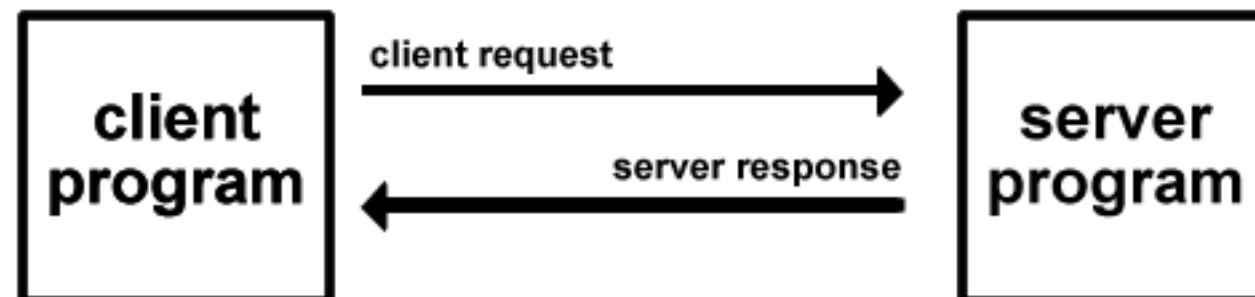 client
program
client request
server response
server
program